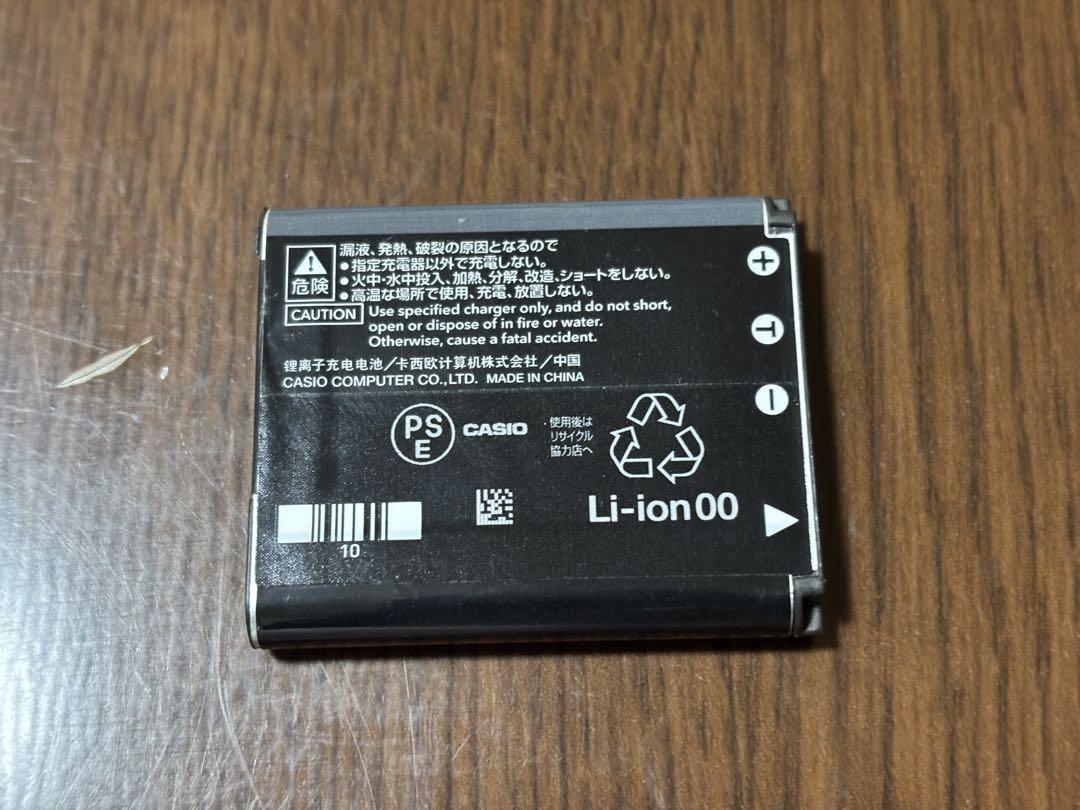 漏液、発熱、破裂の原因となるので
危険
●指定充電器以外で充電しない。
●火中・水中投入、加熱、分解、改造、ショートをしない。
●高温な場所で使用、充電、放置しない。
CAUTION
Use specified charger only, and do not short,
open or dispose of in fire or water.
Otherwise, cause a fatal accident.
锂离子充电电池／卡西欧计算机株式会社／中国
CASIO COMPUTER CO.,LTD. MADE IN CHINA
PS
E
CASIO
使用後は
リサイクル
協力店へ
Li-ion 00
10
+
T
−